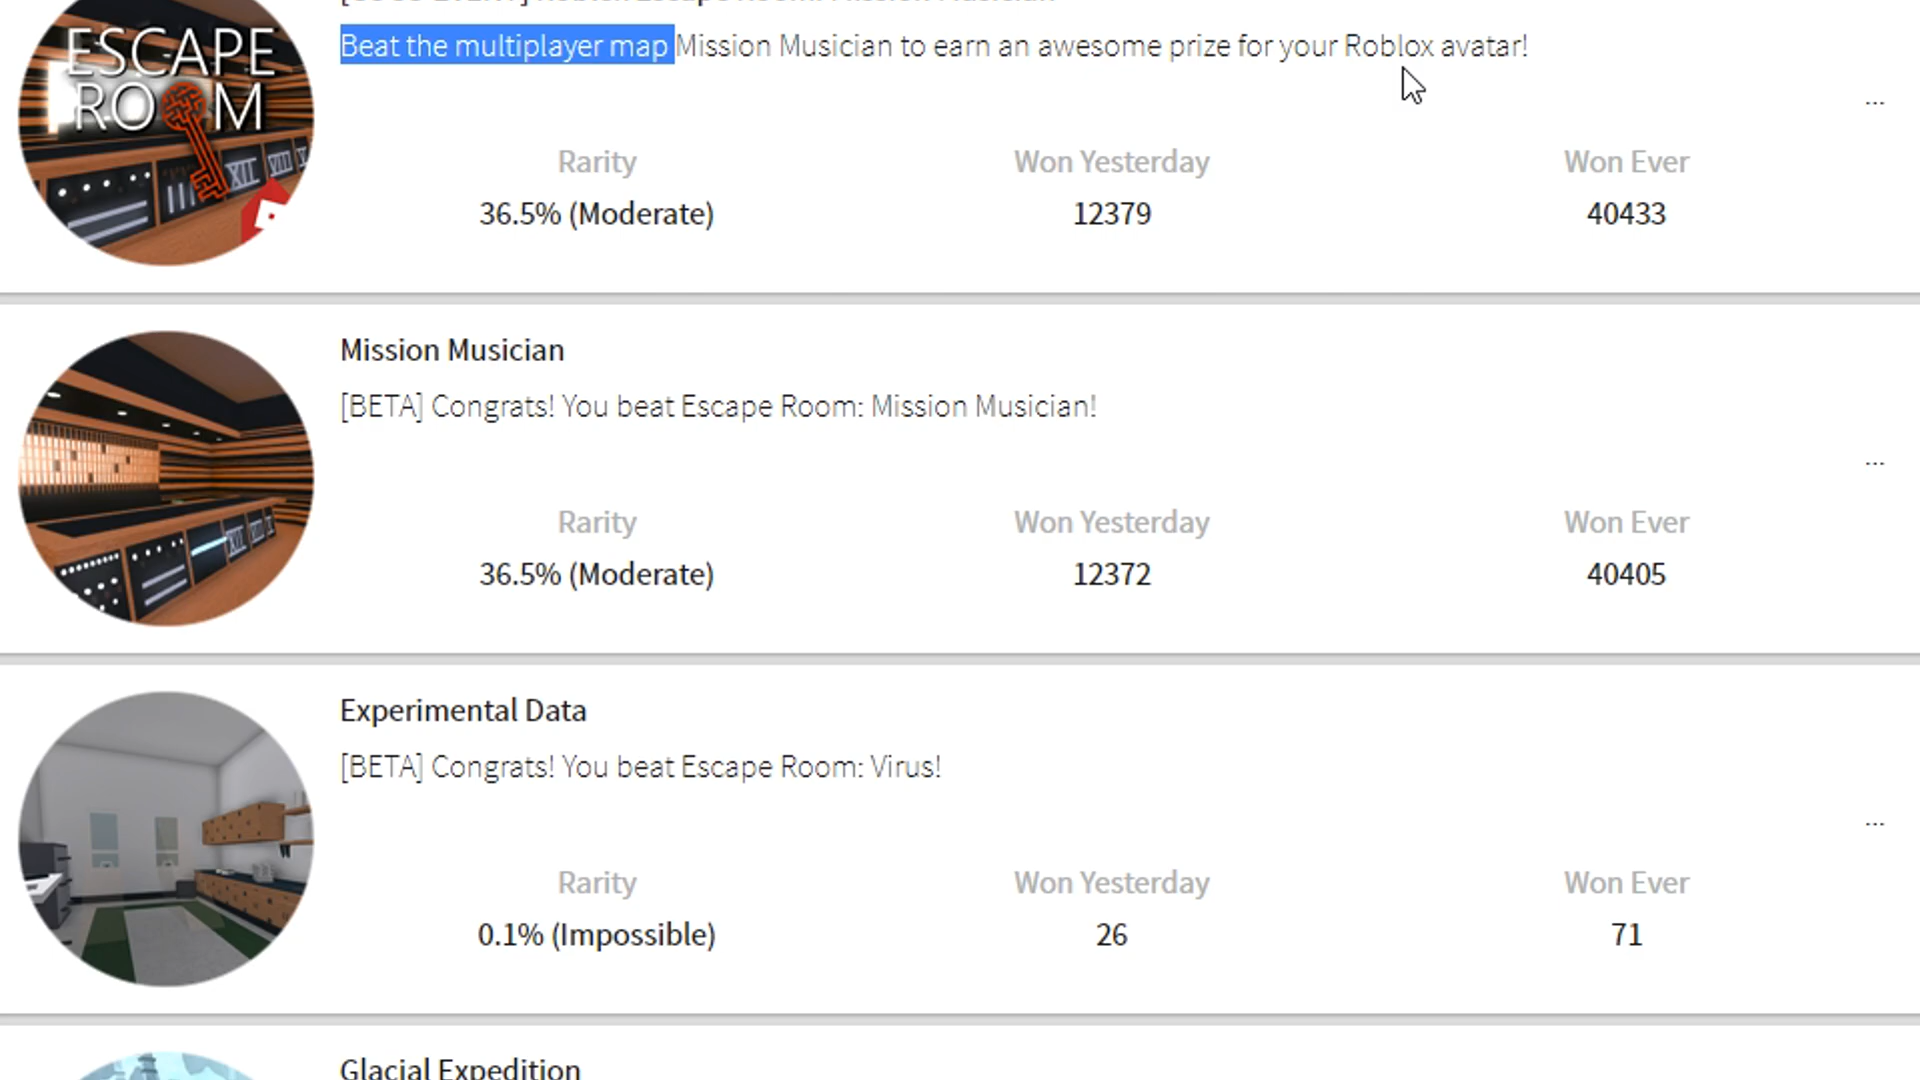 ESCAPE
ROOM
Beat the multiplayer map Mission Musician to earn an awesome prize for your Roblox avatar!
...
Rarity Won Yesterday Won Ever
36.5% (Moderate) 12379 40433
Mission Musician
[BETA] Congrats! You beat Escape Room: Mission Musician!
...
Rarity Won Yesterday Won Ever
36.5% (Moderate) 12372 40405
Experimental Data
[BETA] Congrats! You beat Escape Room: Virus!
...
Rarity Won Yesterday Won Ever
0.1% (Impossible) 26 71
Glacial Expedition